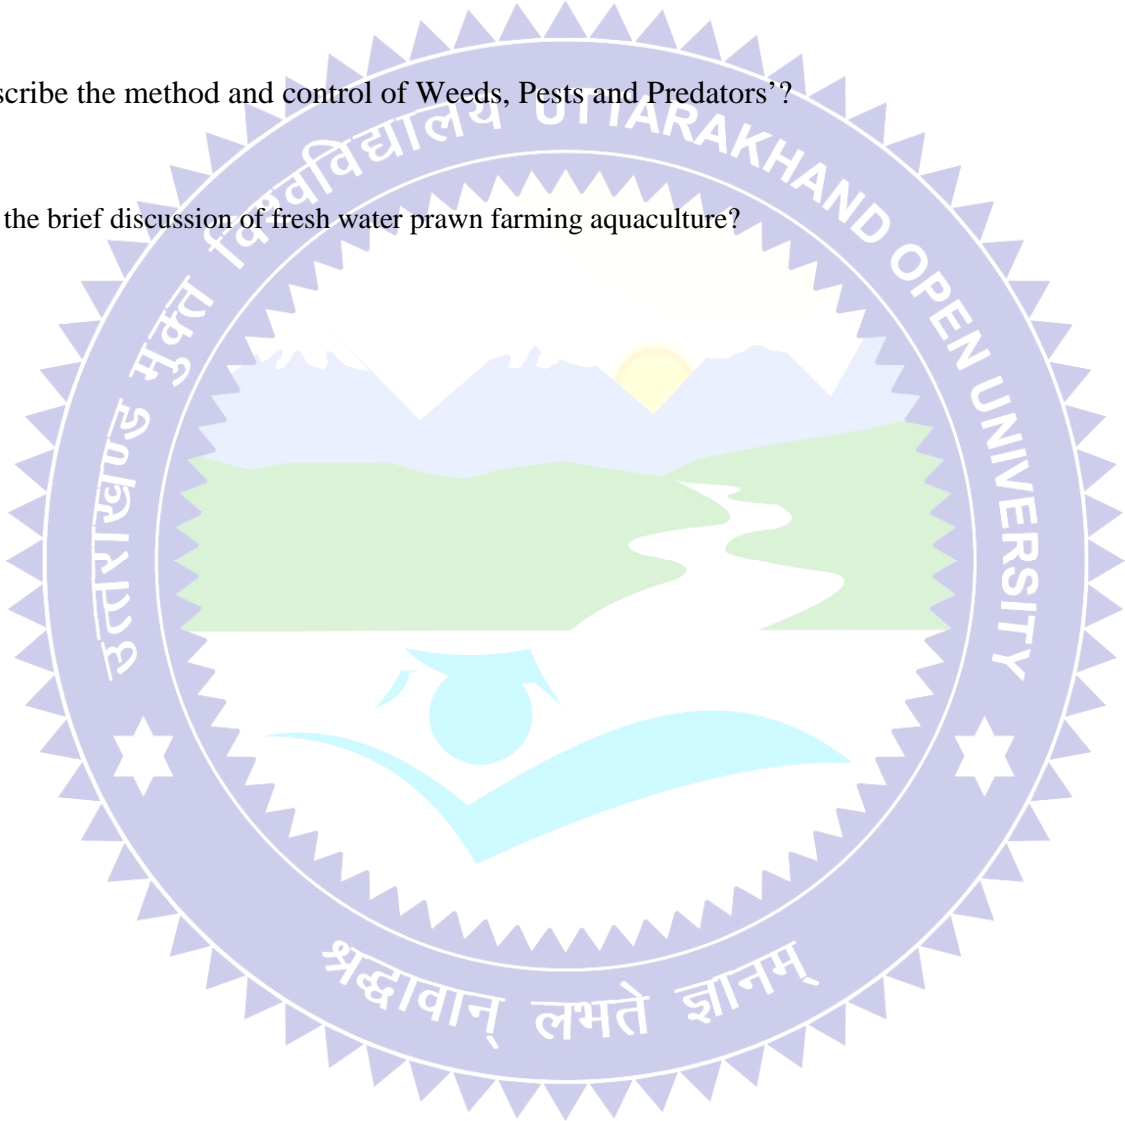 scribe the method and control of Weeds, Pests and Predators’?
the brief discussion of fresh water prawn farming aquaculture?
उत्तराखण्ड मुक्त विश्वविद्यालय
UTTARAKHAND OPEN UNIVERSITY
श्रद्धावान् लभते ज्ञानम्